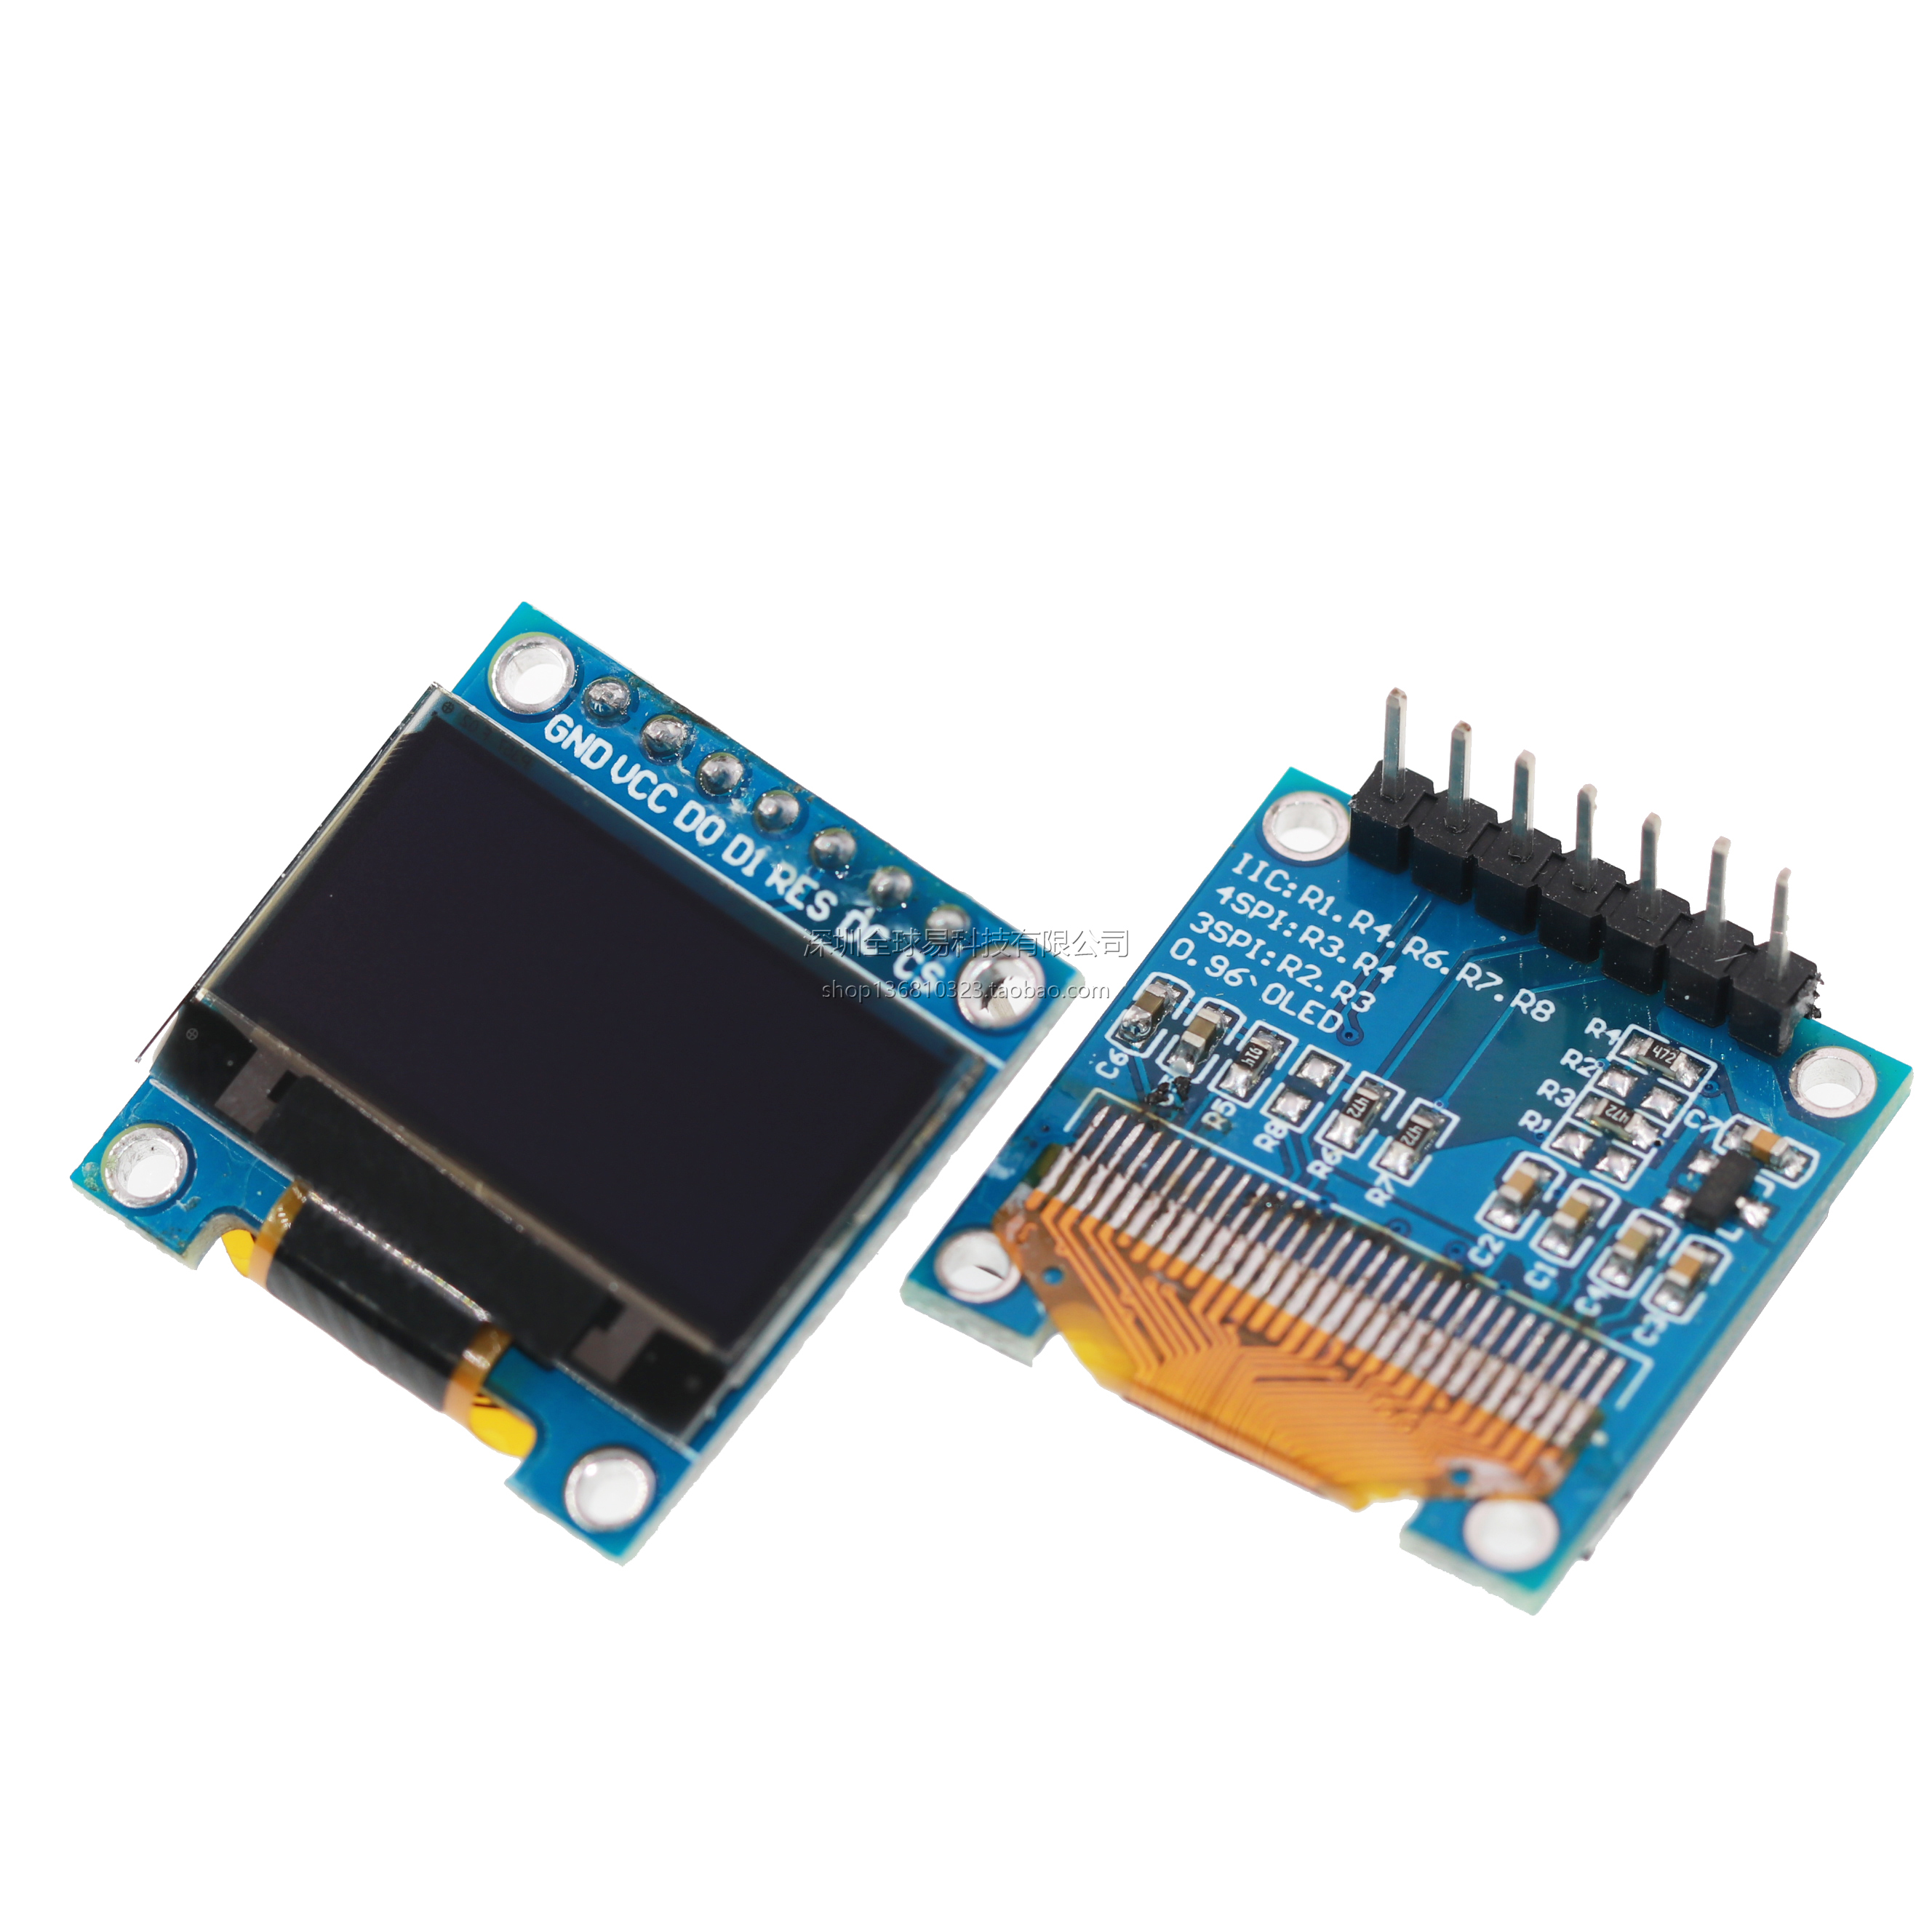 GND VCC D0 D1 RES DC CS
深圳全球易科技有限公司
shop136810323.taobao.com
IIC:R1.R4.R6.R7.R8
4SPI:R3.R4
3SPI:R2.R3
0.96`OLED
R4
472
R2
R3
472
R1
C7
C6
R5
914
R8
R6
472
R7
472
C2
C1
C4
C3